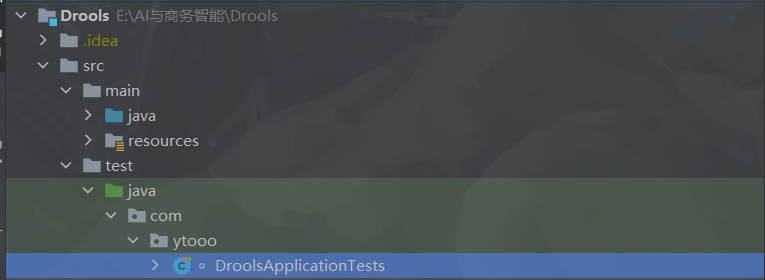 Drools E:\AI与商务智能\Drools
.idea
src
main
java
resources
test
java
com
ytooo
DroolsApplicationTests